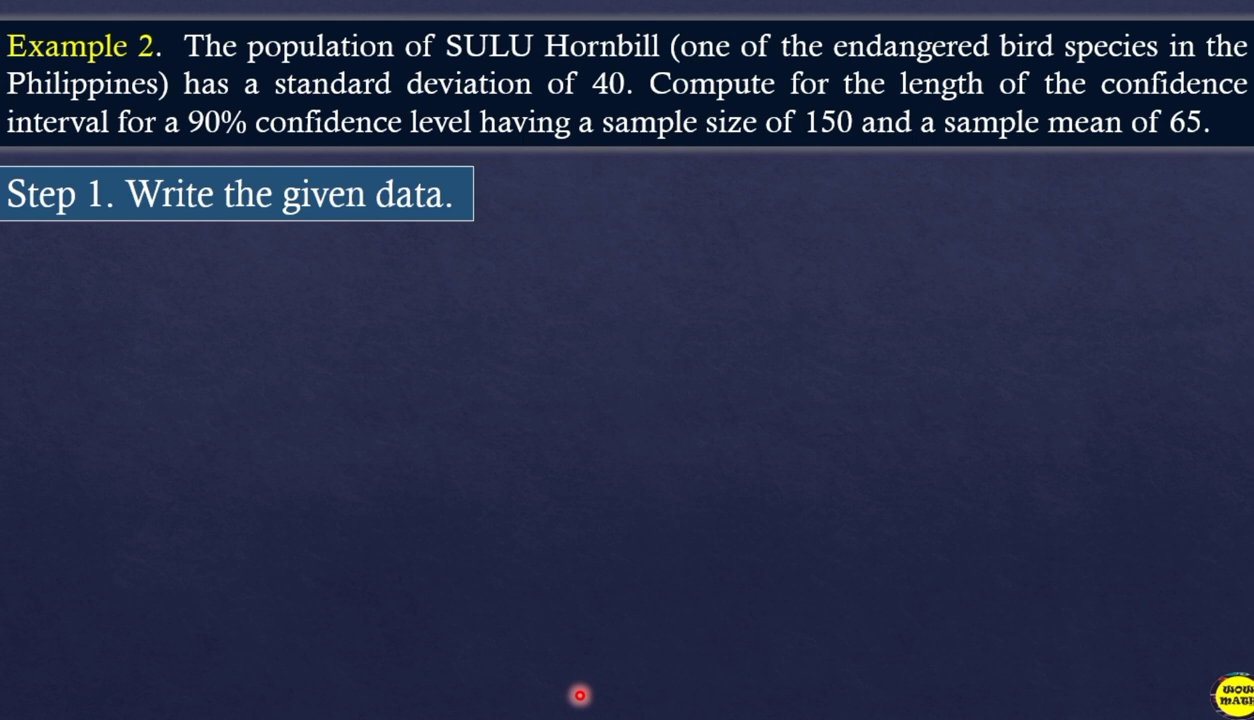 Example 2. The population of SULU Hornbill (one of the endangered bird species in the
Philippines) has a standard deviation of 40. Compute for the length of the confidence
interval for a 90% confidence level having a sample size of 150 and a sample mean of 65.
Step 1. Write the given data.
WOW
MATH